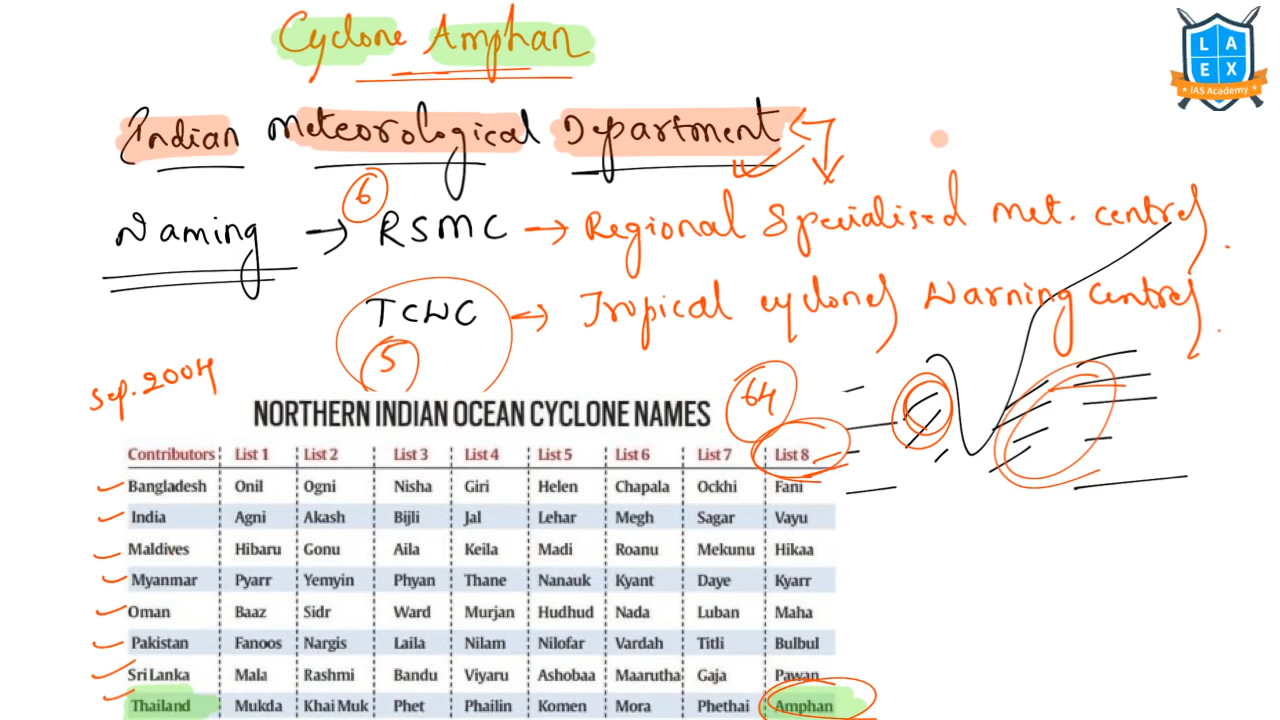 Cyclone Amphan
L A
E X
IAS Academy
Indian Meteorological Department
6
Naming → RSMC → Regional Specialised Met. centres.
TCWC → Tropical cyclones Warning Centres.
5
Sep. 2004
64
NORTHERN INDIAN OCEAN CYCLONE NAMES
Contributors List 1 List 2 List 3 List 4 List 5 List 6 List 7 List 8
Bangladesh Onil Ogni Nisha Giri Helen Chapala Ockhi Fani
India Agni Akash Bijli Jal Lehar Megh Sagar Vayu
Maldives Hibaru Gonu Aila Keila Madi Roanu Mekunu Hikaa
Myanmar Pyarr Yemyin Phyan Thane Nanauk Kyant Daye Kyarr
Oman Baaz Sidr Ward Murjan Hudhud Nada Luban Maha
Pakistan Fanoos Nargis Laila Nilam Nilofar Vardah Titli Bulbul
Sri Lanka Mala Rashmi Bandu Viyaru Ashobaa Maarutha Gaja Pawan
Thailand Mukda Khai Muk Phet Phailin Komen Mora Phethai Amphan